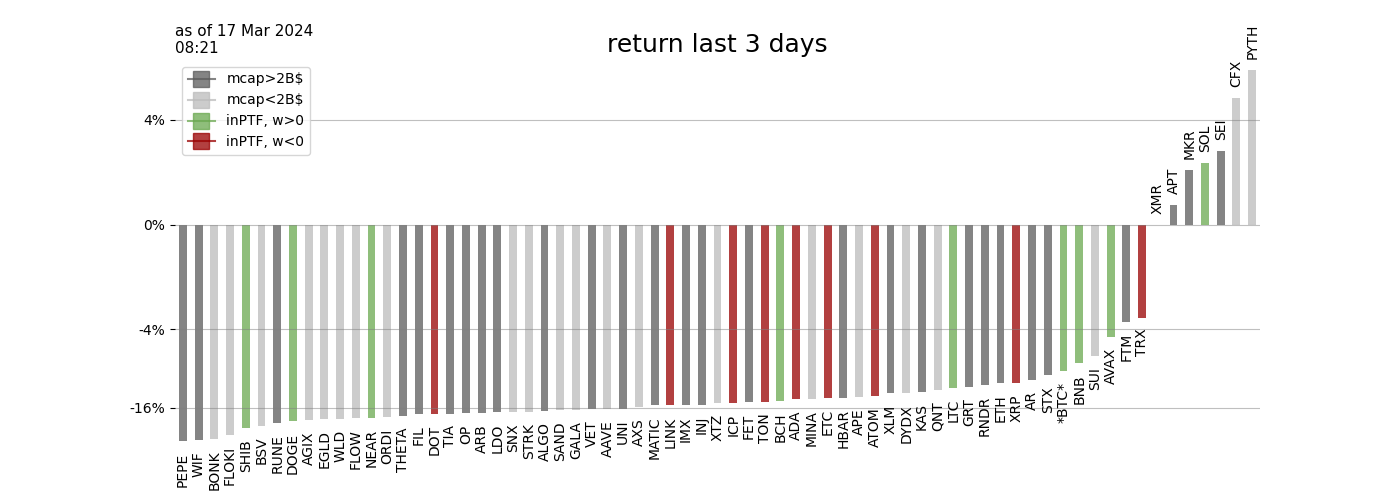 as of 17 Mar 2024
08:21
return last 3 days
mcap>2B$
mcap<2B$
inPTF, w>0
inPTF, w<0
4%
0%
-4%
-16%
PEPE
WIF
BONK
FLOKI
SHIB
BSV
RUNE
DOGE
AGIX
EGLD
WLD
FLOW
NEAR
ORDI
THETA
FIL
DOT
TIA
OP
ARB
LDO
SNX
STRK
ALGO
SAND
GALA
VET
AAVE
UNI
AXS
MATIC
LINK
IMX
INJ
XTZ
ICP
FET
TON
BCH
ADA
MINA
ETC
HBAR
APE
ATOM
XLM
DYDX
KAS
QNT
LTC
GRT
RNDR
ETH
XRP
AR
STX
*BTC*
BNB
SUI
AVAX
FTM
TRX
XMR
APT
MKR
SOL
SEI
CFX
PYTH